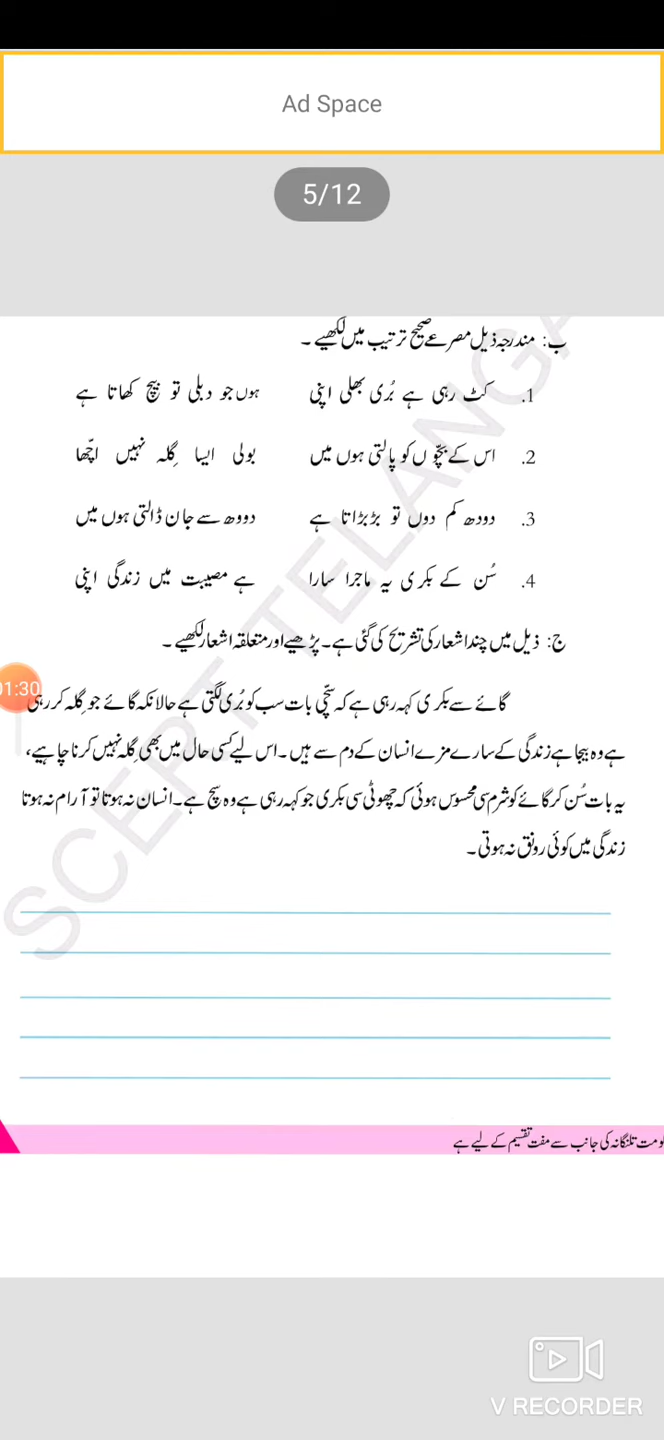 Ad Space
5/12
ب: مندرجہ ذیل مصرعے صحیح ترتیب میں لکھیے۔
1. کٹ رہی ہے بُری بھلی اپنی ہوں جو دبلی تو بیچ کھاتا ہے
2. اس کے بچّوں کو پالتی ہوں میں بولی ایسا گِلہ نہیں اچّھا
3. دودھ کم دوں تو بڑبڑاتا ہے دودھ سے جان ڈالتی ہوں میں
4. سُن کے بکری یہ ماجرا سارا ہے مصیبت میں زندگی اپنی
ج: ذیل میں چند اشعار کی تشریح کی گئی ہے۔ پڑھیے اور متعلقہ اشعار لکھیے۔
گائے سے بکری کہہ رہی ہے کہ سچّی بات سب کو بُری لگتی ہے حالانکہ گائے جو گِلہ کر رہی
01:30
ہے وہ بیجا ہے زندگی کے سارے مزے انسان کے دم سے ہیں۔ اس لیے کسی حال میں بھی گِلہ نہیں کرنا چاہیے،
یہ بات سُن کر گائے کو شرم سی محسوس ہوئی کہ چھوٹی سی بکری جو کہہ رہی ہے وہ سچ ہے۔ انسان نہ ہوتا تو آرام نہ ہوتا
زندگی میں کوئی رونق نہ ہوتی۔
SCERT TELANGA
ومت تلنگانہ کی جانب سے مفت تقسیم کے لیے ہے
V RECORDER